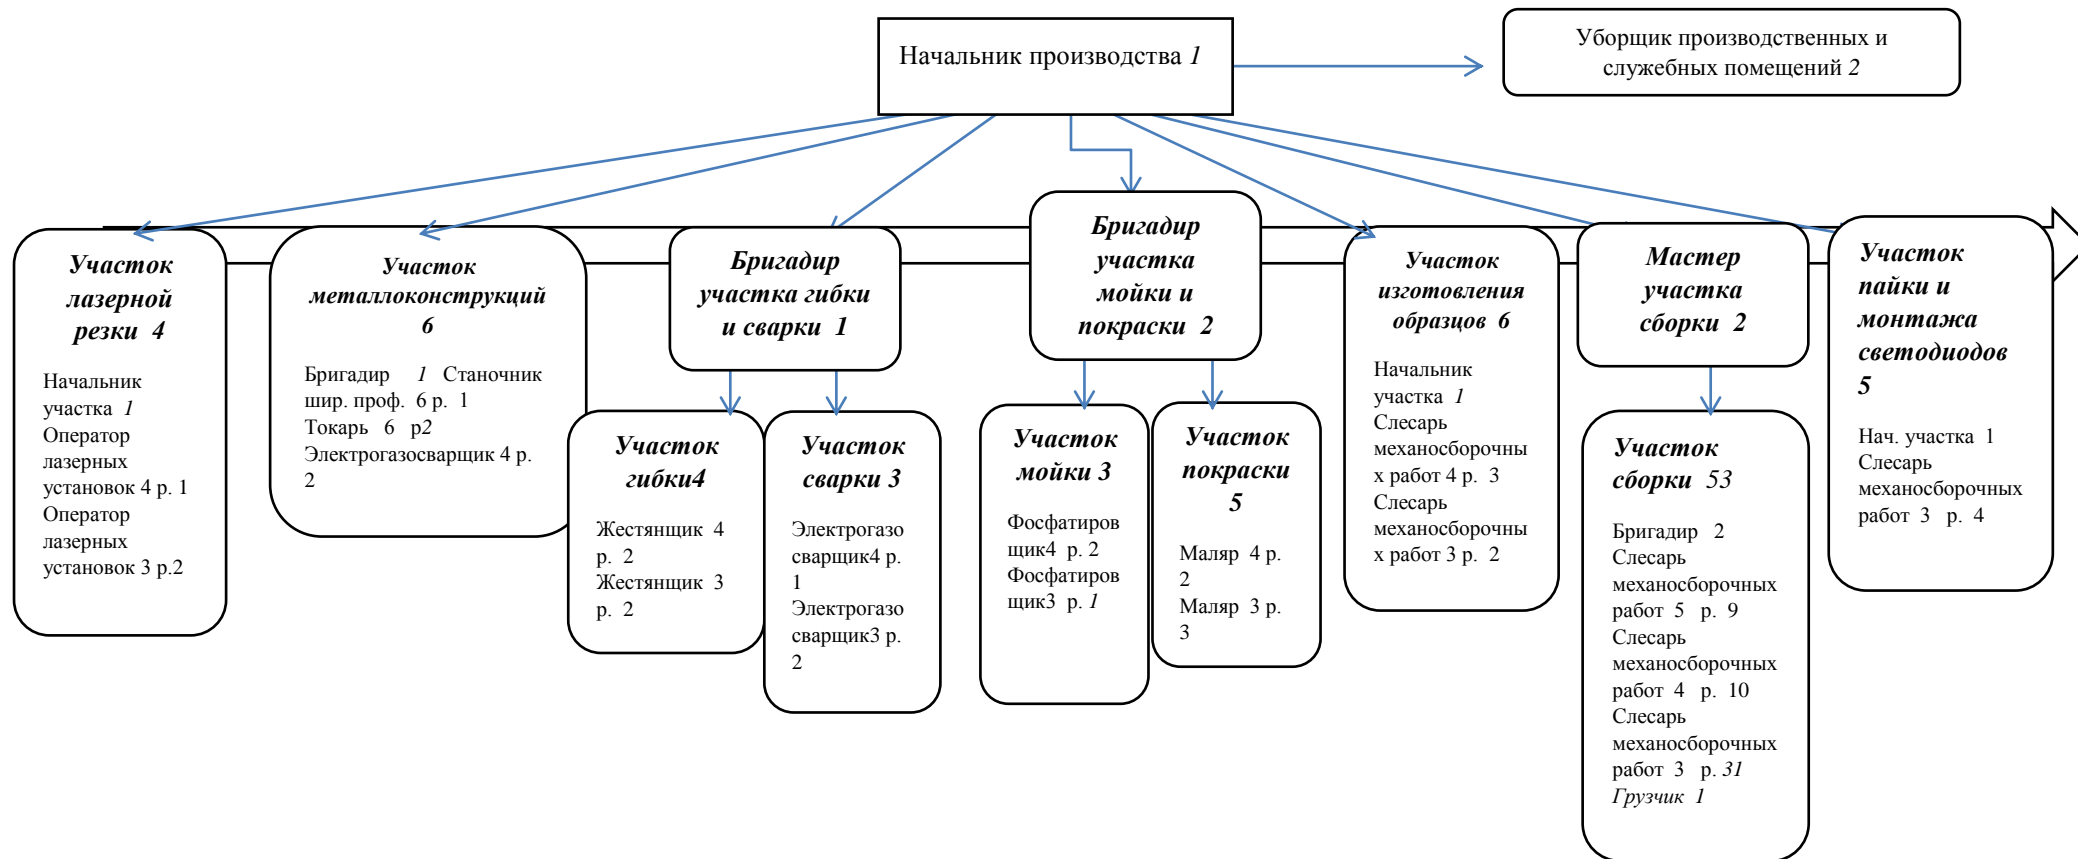 Начальник производства 1
Уборщик производственных и
служебных помещений 2
Участок
лазерной
резки 4
Начальник
участка 1
Оператор
лазерных
установок 4 р. 1
Оператор
лазерных
установок 3 р.2
Участок
металлоконструкций
6
Бригадир 1 Станочник
шир. проф. 6 р. 1
Токарь 6 р2
Электрогазосварщик 4 р.
2
Бригадир
участка гибки
и сварки 1
Участок
гибки4
Жестянщик 4
р. 2
Жестянщик 3
р. 2
Участок
сварки 3
Электрогазо
сварщик4 р.
1
Электрогазо
сварщик3 р.
2
Бригадир
участка
мойки и
покраски 2
Участок
мойки 3
Фосфатиров
щик4 р. 2
Фосфатиров
щик3 р. 1
Участок
покраски
5
Маляр 4 р.
2
Маляр 3 р.
3
Участок
изготовления
образцов 6
Начальник
участка 1
Слесарь
механосборочны
х работ 4 р. 3
Слесарь
механосборочны
х работ 3 р. 2
Мастер
участка
сборки 2
Участок
сборки 53
Бригадир 2
Слесарь
механосборочных
работ 5 р. 9
Слесарь
механосборочных
работ 4 р. 10
Слесарь
механосборочных
работ 3 р. 31
Грузчик 1
Участок
пайки и
монтажа
светодиодов
5
Нач. участка 1
Слесарь
механосборочных
работ 3 р. 4